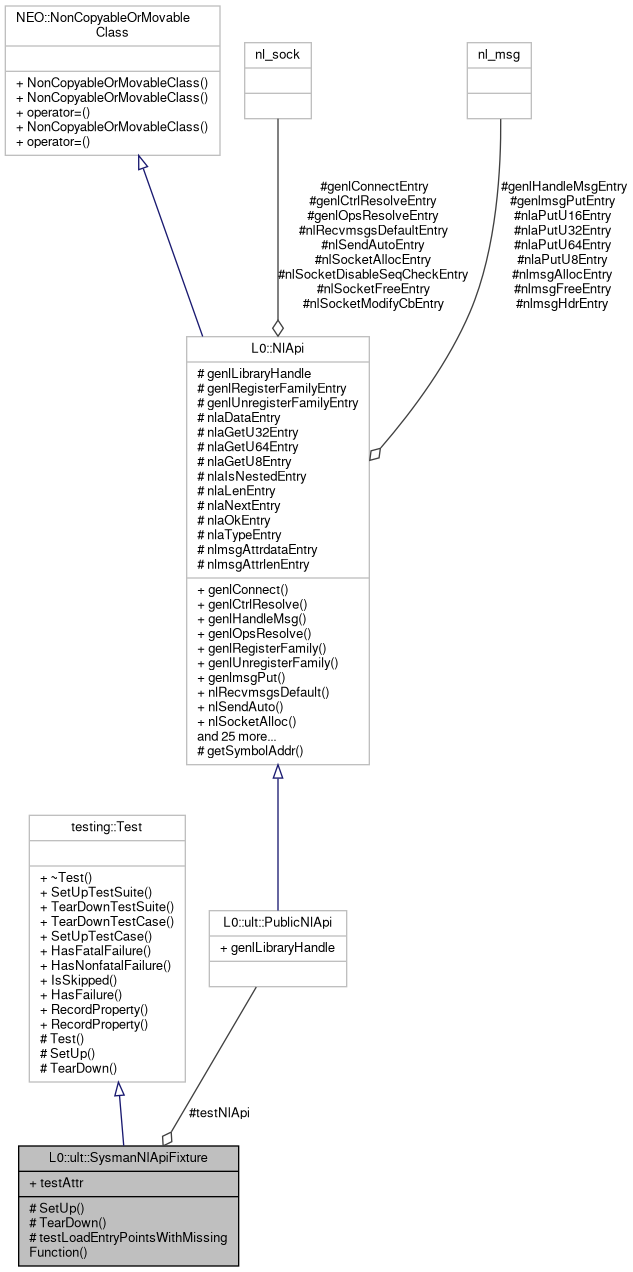 NEO::NonCopyableOrMovable
Class
+ NonCopyableOrMovableClass()
+ NonCopyableOrMovableClass()
+ operator=()
+ NonCopyableOrMovableClass()
+ operator=()
nl_sock
nl_msg
#genlConnectEntry
#genlCtrlResolveEntry
#genlOpsResolveEntry
#nlRecvmsgsDefaultEntry
#nlSendAutoEntry
#nlSocketAllocEntry
#nlSocketDisableSeqCheckEntry
#nlSocketFreeEntry
#nlSocketModifyCbEntry
#genlHandleMsgEntry
#genlmsgPutEntry
#nlaPutU16Entry
#nlaPutU32Entry
#nlaPutU64Entry
#nlaPutU8Entry
#nlmsgAllocEntry
#nlmsgFreeEntry
#nlmsgHdrEntry
L0::NlApi
# genlLibraryHandle
# genlRegisterFamilyEntry
# genlUnregisterFamilyEntry
# nlaDataEntry
# nlaGetU32Entry
# nlaGetU64Entry
# nlaGetU8Entry
# nlaIsNestedEntry
# nlaLenEntry
# nlaNextEntry
# nlaOkEntry
# nlaTypeEntry
# nlmsgAttrdataEntry
# nlmsgAttrlenEntry
+ genlConnect()
+ genlCtrlResolve()
+ genlHandleMsg()
+ genlOpsResolve()
+ genlRegisterFamily()
+ genlUnregisterFamily()
+ genlmsgPut()
+ nlRecvmsgsDefault()
+ nlSendAuto()
+ nlSocketAlloc()
and 25 more...
# getSymbolAddr()
testing::Test
+ ~Test()
+ SetUpTestSuite()
+ TearDownTestSuite()
+ TearDownTestCase()
+ SetUpTestCase()
+ HasFatalFailure()
+ HasNonfatalFailure()
+ IsSkipped()
+ HasFailure()
+ RecordProperty()
+ RecordProperty()
# Test()
# SetUp()
# TearDown()
L0::ult::PublicNlApi
+ genlLibraryHandle
#testNlApi
L0::ult::SysmanNlApiFixture
+ testAttr
# SetUp()
# TearDown()
# testLoadEntryPointsWithMissing
Function()